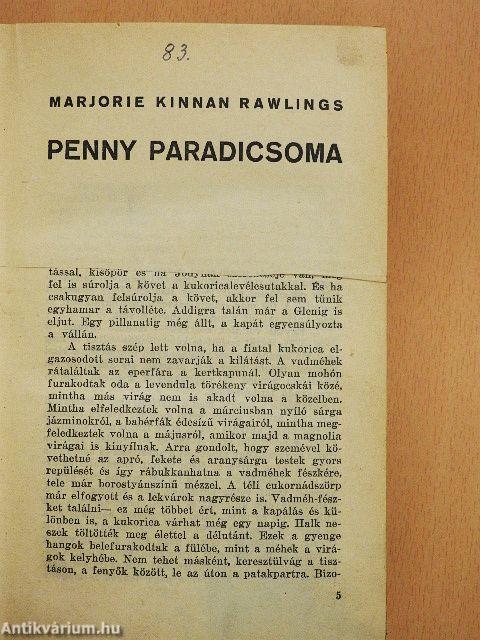 83.
MARJORIE KINNAN RAWLINGS
PENNY PARADICSOMA
tással, kisöpör és ha
fel is súrolja a követ a kukoricalevélcsutakkal. És ha
csakugyan felsúrolja a követ, akkor fel sem tünik
egyhamar a távolléte. Addigra talán már a Glenig is
eljut. Egy pillanatig még állt, a kapát egyensúlyozta
a vállán.
A tisztás szép lett volna, ha a fiatal kukorica el-
gazosodott sorai nem zavarják a kilátást. A vadméhek
rátaláltak az eperfára a kertkapunál. Olyan mohón
furakodtak oda a levendula törékeny virágocskái közé,
mintha más virág nem is akadt volna a közelben.
Mintha elfeledkeztek volna a márciusban nyíló sárga
jázminokról, a babérfák édesízű virágairól, mintha meg-
feledkeztek volna a májusról, amikor majd a magnolia
virágai is kinyílnak. Arra gondolt, hogy szemével kö-
vethetné az apró, fekete és aranysárga testek gyors
repülését és így rábukkanhatna a vadméhek fészkére,
tele már borostyánszínű mézzel. A téli cukornádszörp
már elfogyott és a lekvárok nagyrésze is. Vadméh-fész-
ket találni— ez még többet ért, mint a kapálás és kü-
lönben is, a kukorica várhat még egy napig. Halk ne-
szek töltötték meg élettel a délutánt. Ezek a gyenge
hangok belefurakodtak a fülébe, mint a méhek a virá-
gok kelyhébe. Nem tehet másként, keresztülvág a tisz-
táson, a fenyők között, le az úton a patakpartra. Bizo-
5
Antikvárium.hu